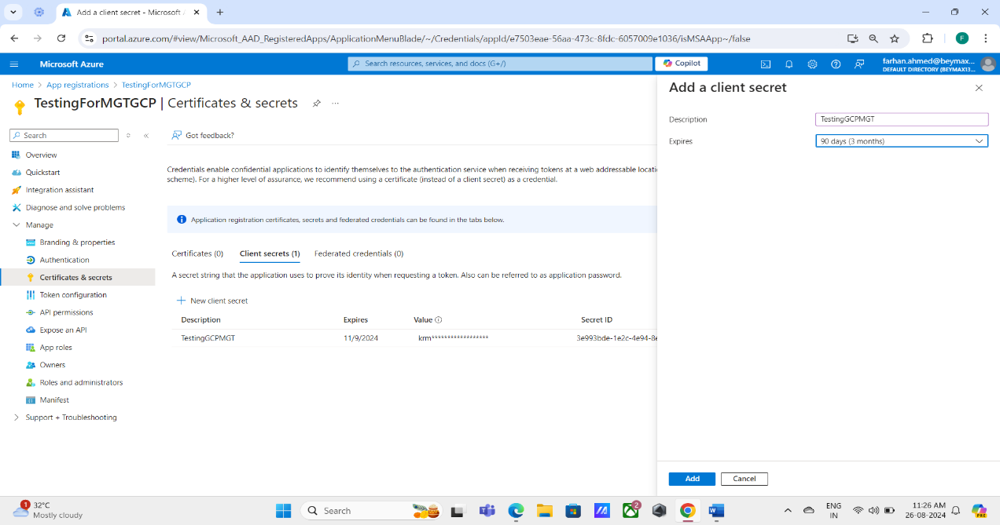 Add a client secret - Microsoft A
portal.azure.com/#view/Microsoft_AAD_RegisteredApps/ApplicationMenuBlade/~/Credentials/appId/e7503eae-56aa-473c-8fdc-6057009e1036/isMSAApp~/false
F
Microsoft Azure
Search resources, services, and docs (G+/)
Copilot
farhan.ahmed@beymax...
DEFAULT DIRECTORY (BEYMAX13...
Home > App registrations > TestingForMGTGCP
TestingForMGTGCP | Certificates & secrets
...
Search
Got feedback?
Overview
Quickstart
Integration assistant
Diagnose and solve problems
Manage
Branding & properties
Authentication
Certificates & secrets
Token configuration
API permissions
Expose an API
App roles
Owners
Roles and administrators
Manifest
Support + Troubleshooting
Credentials enable confidential applications to identify themselves to the authentication service when receiving tokens at a web addressable locati
scheme). For a higher level of assurance, we recommend using a certificate (instead of a client secret) as a credential.
Application registration certificates, secrets and federated credentials can be found in the tabs below.
Certificates (0) Client secrets (1) Federated credentials (0)
A secret string that the application uses to prove its identity when requesting a token. Also can be referred to as application password.
New client secret
Description Expires Value Secret ID
TestingGCPMGT 11/9/2024 krm****************** 3e993bde-1e2c-4e94-8e
Add a client secret
Description TestingGCPMGT
Expires 90 days (3 months)
Add Cancel
1
32°C
Mostly cloudy
Search
2
ENG
IN
11:26 AM
26-08-2024
PRE